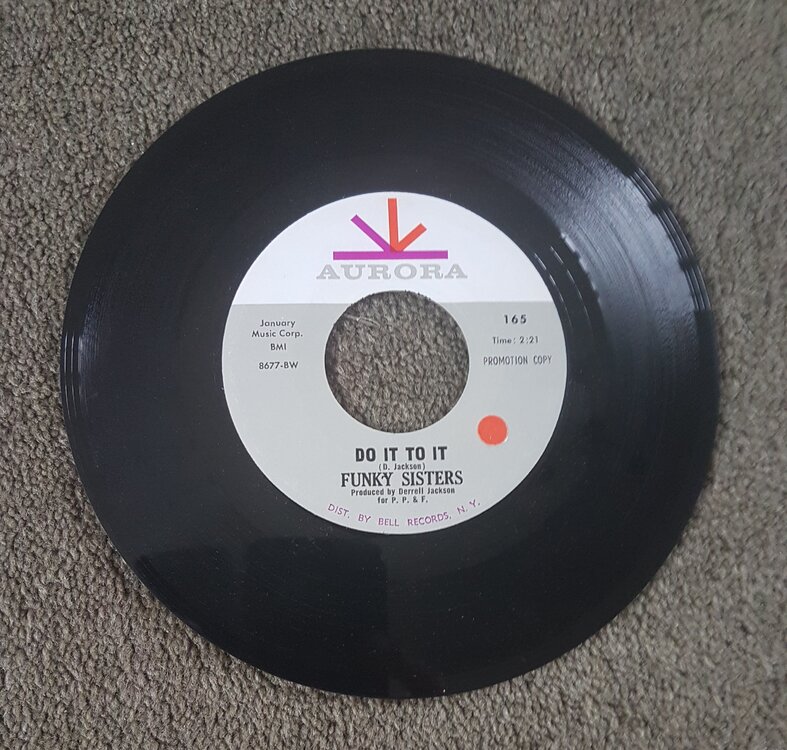 AURORA
January
Music Corp.
BMI
8677-BW
165
Time: 2:21
PROMOTION COPY
DO IT TO IT
(D. Jackson)
FUNKY SISTERS
Produced by Derrell Jackson
for P. P. & F.
DIST. BY BELL RECORDS, N. Y.